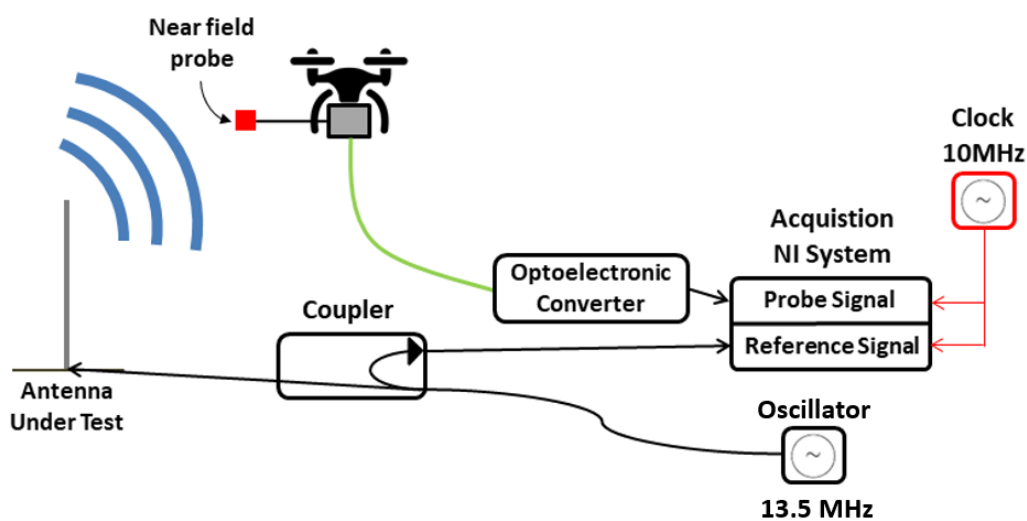 Near field
probe
Clock
10MHz
Acquistion
NI System
Optoelectronic
Converter
Probe Signal
Coupler
Reference Signal
Antenna
Under Test
Oscillator
~
~
13.5 MHz